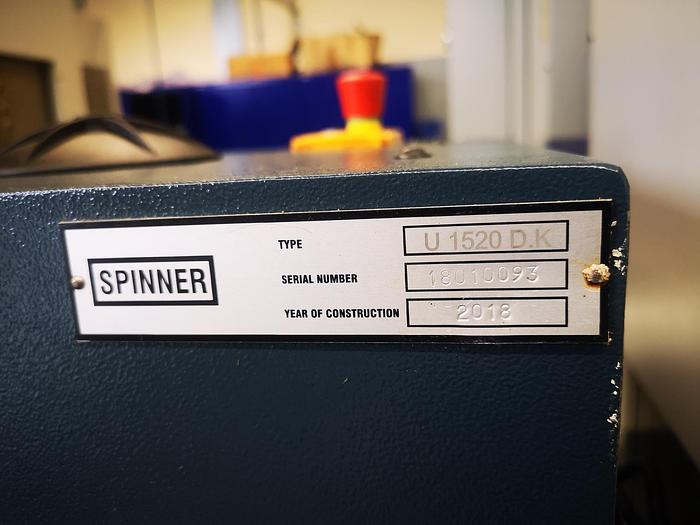 SPINNER
TYPE U 1520 D.K
SERIAL NUMBER 18010093
YEAR OF CONSTRUCTION 2018